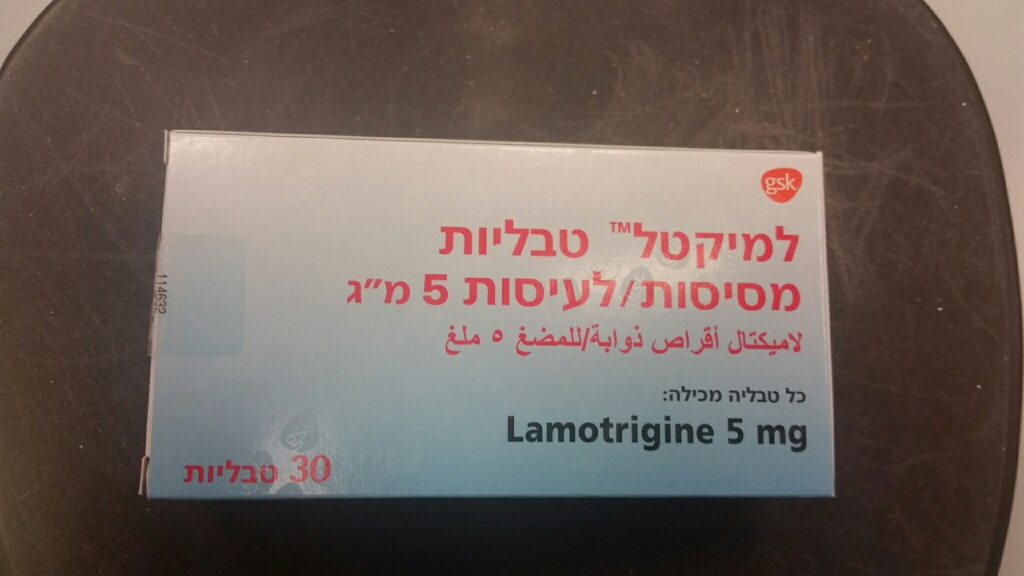 gsk
למיקטל™ טבליות
מסיסות/לעיסות 5 מ״ג
لاميكتال أقراص ذوابة/للمضغ ٥ ملغ
כל טבליה מכילה:
Lamotrigine 5 mg
30 טבליות
gsk
114632